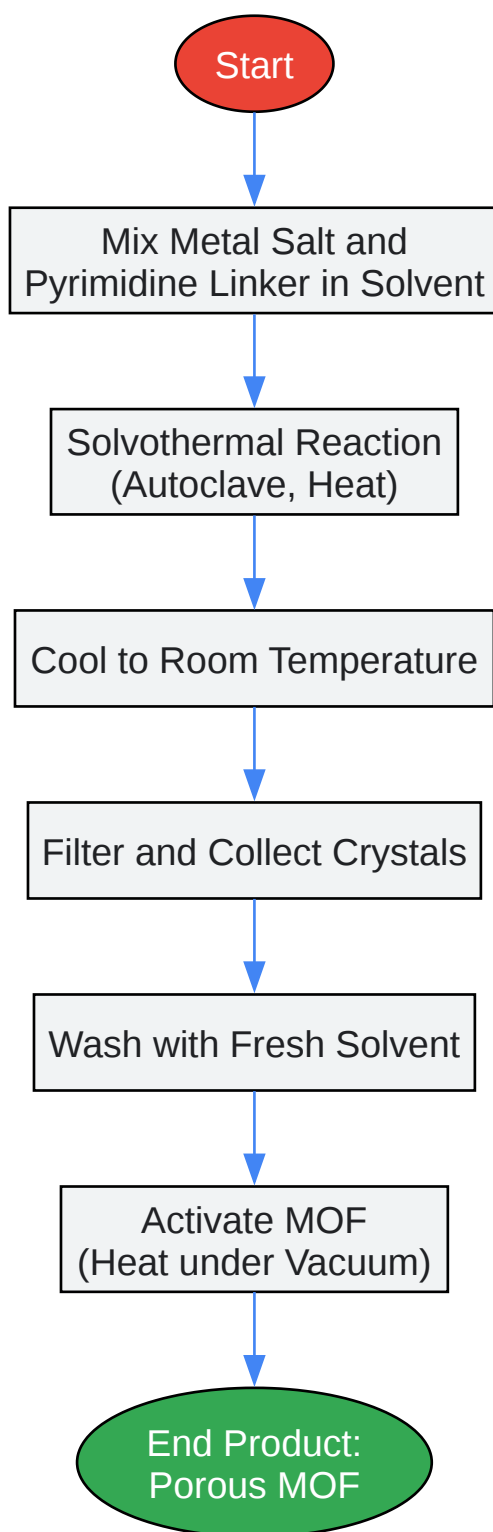 Start
Mix Metal Salt and
Pyrimidine Linker in Solvent
Solvothermal Reaction
(Autoclave, Heat)
Cool to Room Temperature
Filter and Collect Crystals
Wash with Fresh Solvent
Activate MOF
(Heat under Vacuum)
End Product:
Porous MOF